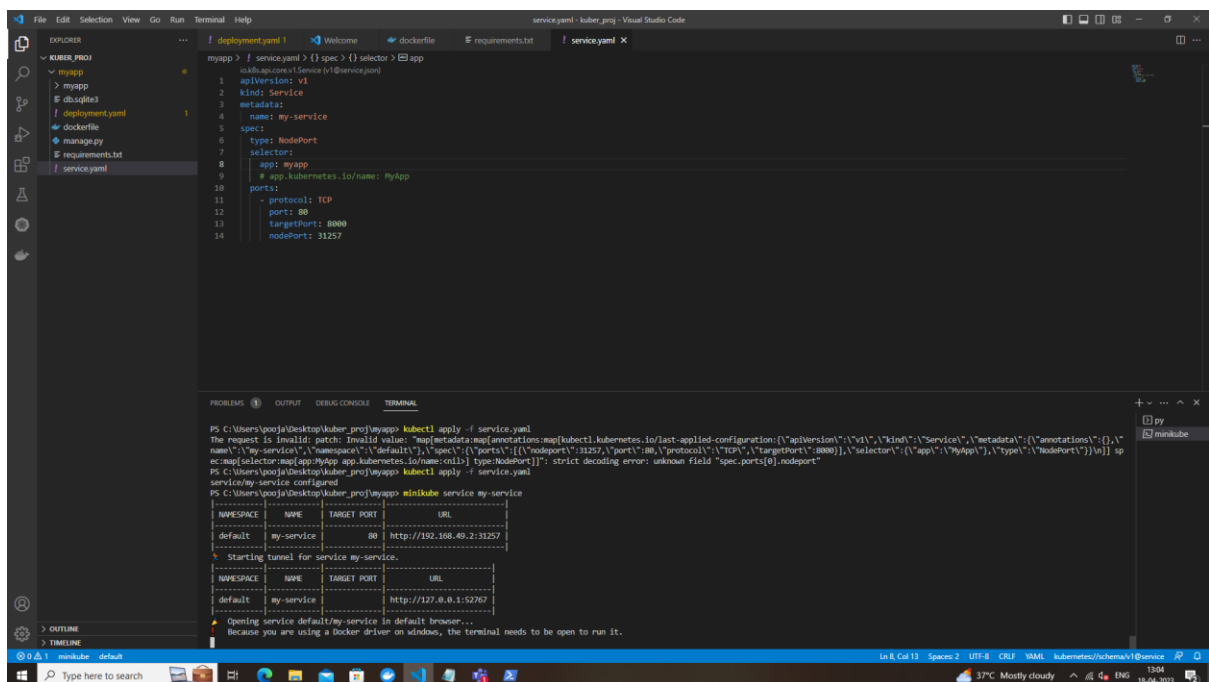 File Edit Selection View Go Run Terminal Help
service.yaml - kuber_proj - Visual Studio Code
EXPLORER
KUBER_PROJ
myapp
myapp
db.sqlite3
deployment.yaml 1
dockerfile
manage.py
requirements.txt
service.yaml
deployment.yaml 1 Welcome dockerfile requirements.txt service.yaml
myapp > service.yaml > {} spec > {} selector > app
io.k8s.api.core.v1.Service (v1@service.json)
1 apiVersion: v1
2 kind: Service
3 metadata:
4 name: my-service
5 spec:
6 type: NodePort
7 selector:
8 app: myapp
9 # app.kubernetes.io/name: MyApp
10 ports:
11 - protocol: TCP
12 port: 80
13 targetPort: 8000
14 nodePort: 31257
PROBLEMS 1 OUTPUT DEBUG CONSOLE TERMINAL
py
minikube
PS C:\Users\pooja\Desktop\kuber_proj\myapp> kubectl apply -f service.yaml
The request is invalid: patch: Invalid value: "map[metadata:map[annotations:map[kubectl.kubernetes.io/last-applied-configuration:{\"apiVersion\":\"v1\",\"kind\":\"Service\",\"metadata\":{\"annotations\":{},\"
name\":\"my-service\",\"namespace\":\"default\"},\"spec\":{\"ports\":[{\"nodeport\":31257,\"port\":80,\"protocol\":\"TCP\",\"targetPort\":8000}],\"selector\":{\"app\":\"MyApp\"},\"type\":\"NodePort\"}}\n]] sp
ec:map[selector:map[app:MyApp app.kubernetes.io/name:<nil>] type:NodePort]]": strict decoding error: unknown field "spec.ports[0].nodeport"
PS C:\Users\pooja\Desktop\kuber_proj\myapp> kubectl apply -f service.yaml
service/my-service configured
PS C:\Users\pooja\Desktop\kuber_proj\myapp> minikube service my-service
|-----------|------------|-------------|---------------------------|
| NAMESPACE | NAME | TARGET PORT | URL |
|-----------|------------|-------------|---------------------------|
| default | my-service | 80 | http://192.168.49.2:31257 |
|-----------|------------|-------------|---------------------------|
Starting tunnel for service my-service.
|-----------|------------|-------------|------------------------|
| NAMESPACE | NAME | TARGET PORT | URL |
|-----------|------------|-------------|------------------------|
| default | my-service | | http://127.0.0.1:52767 |
|-----------|------------|-------------|------------------------|
Opening service default/my-service in default browser...
! Because you are using a Docker driver on windows, the terminal needs to be open to run it.
OUTLINE
TIMELINE
0 1 minikube default
Ln 8, Col 13 Spaces: 2 UTF-8 CRLF YAML kubernetes://schema/v1@service
Type here to search
37°C Mostly cloudy ENG
13:04
18-04-2023